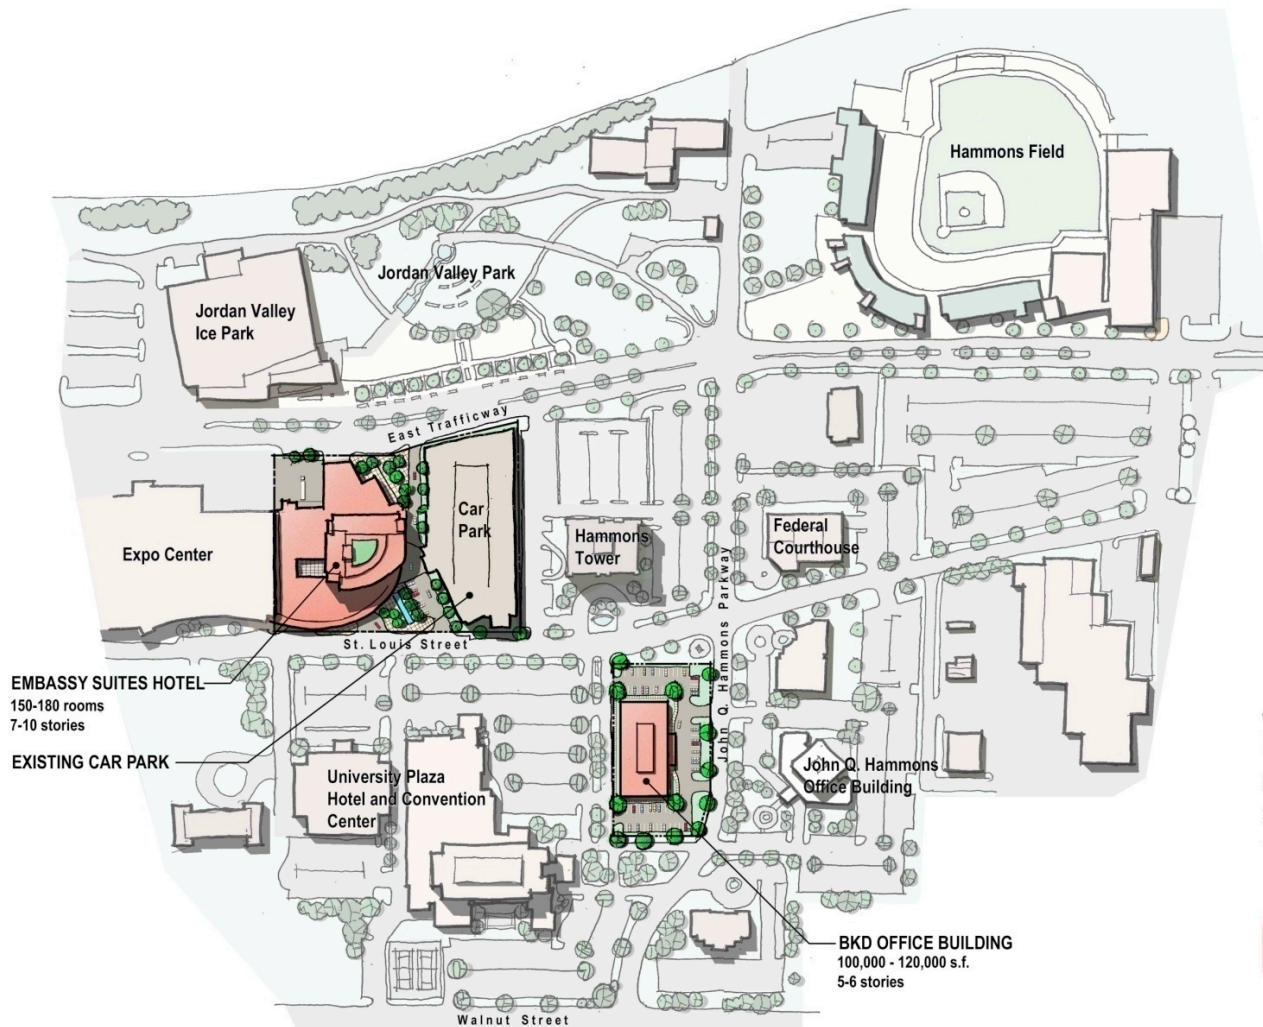 Hammons Field
Jordan Valley Park
Jordan Valley
Ice Park
East Trafficway
Car
Park
Expo Center
Hammons
Tower
Federal
Courthouse
John Q. Hammons Parkway
St. Louis Street
EMBASSY SUITES HOTEL
150-180 rooms
7-10 stories
EXISTING CAR PARK
University Plaza
Hotel and Convention
Center
John Q. Hammons
Office Building
BKD OFFICE BUILDING
100,000 - 120,000 s.f.
5-6 stories
Walnut Street